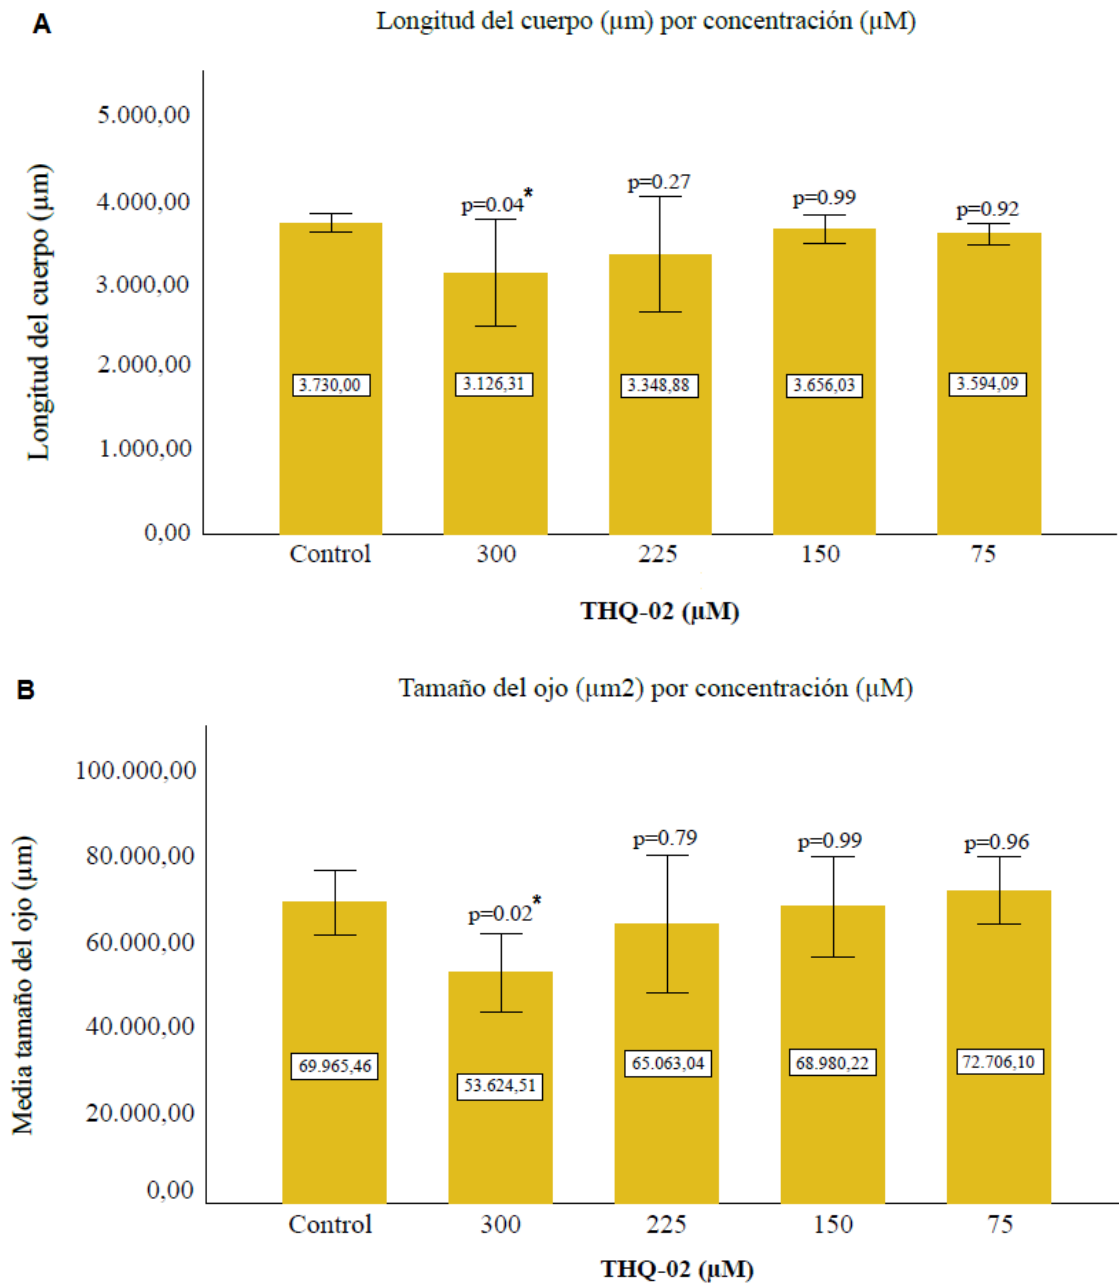 A
Longitud del cuerpo (µm) por concentración (µM)
Longitud del cuerpo (µm)
5.000,00
4.000,00
3.000,00
2.000,00
1.000,00
0,00
p=0.04*
p=0.27
p=0.99
p=0.92
3.730,00
3.126,31
3.348,88
3.656,03
3.594,09
Control 300 225 150 75
THQ-02 (µM)
B
Tamaño del ojo (µm2) por concentración (µM)
Media tamaño del ojo (µm)
100.000,00
80.000,00
60.000,00
40.000,00
20.000,00
0,00
p=0.02*
p=0.79
p=0.99
p=0.96
69.965,46
53.624,51
65.063,04
68.980,22
72.706,10
Control 300 225 150 75
THQ-02 (µM)